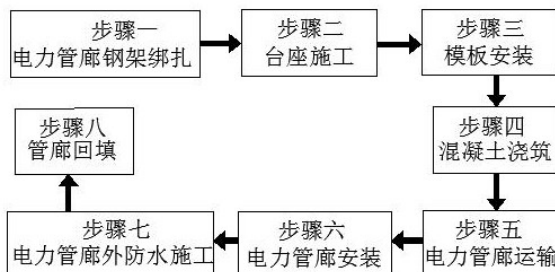 步骤一
电力管廊钢架绑扎
步骤二
台座施工
步骤三
模板安装
步骤四
混凝土浇筑
步骤五
电力管廊运输
步骤六
电力管廊安装
步骤七
电力管廊外防水施工
步骤八
管廊回填